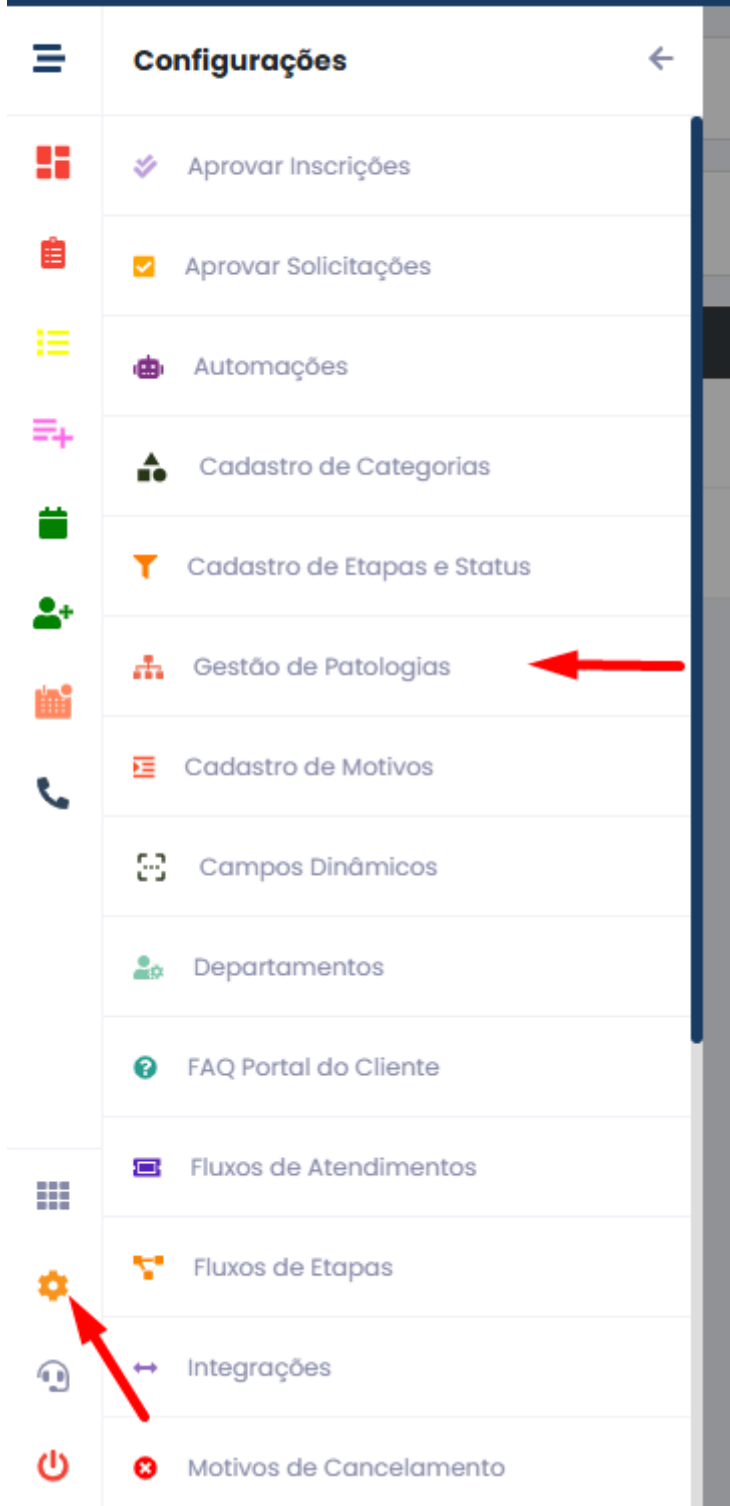 Configurações
Aprovar Inscrições
Aprovar Solicitações
Automações
Cadastro de Categorias
Cadastro de Etapas e Status
Gestão de Patologias
Cadastro de Motivos
Campos Dinâmicos
Departamentos
FAQ Portal do Cliente
Fluxos de Atendimentos
Fluxos de Etapas
Integrações
Motivos de Cancelamento